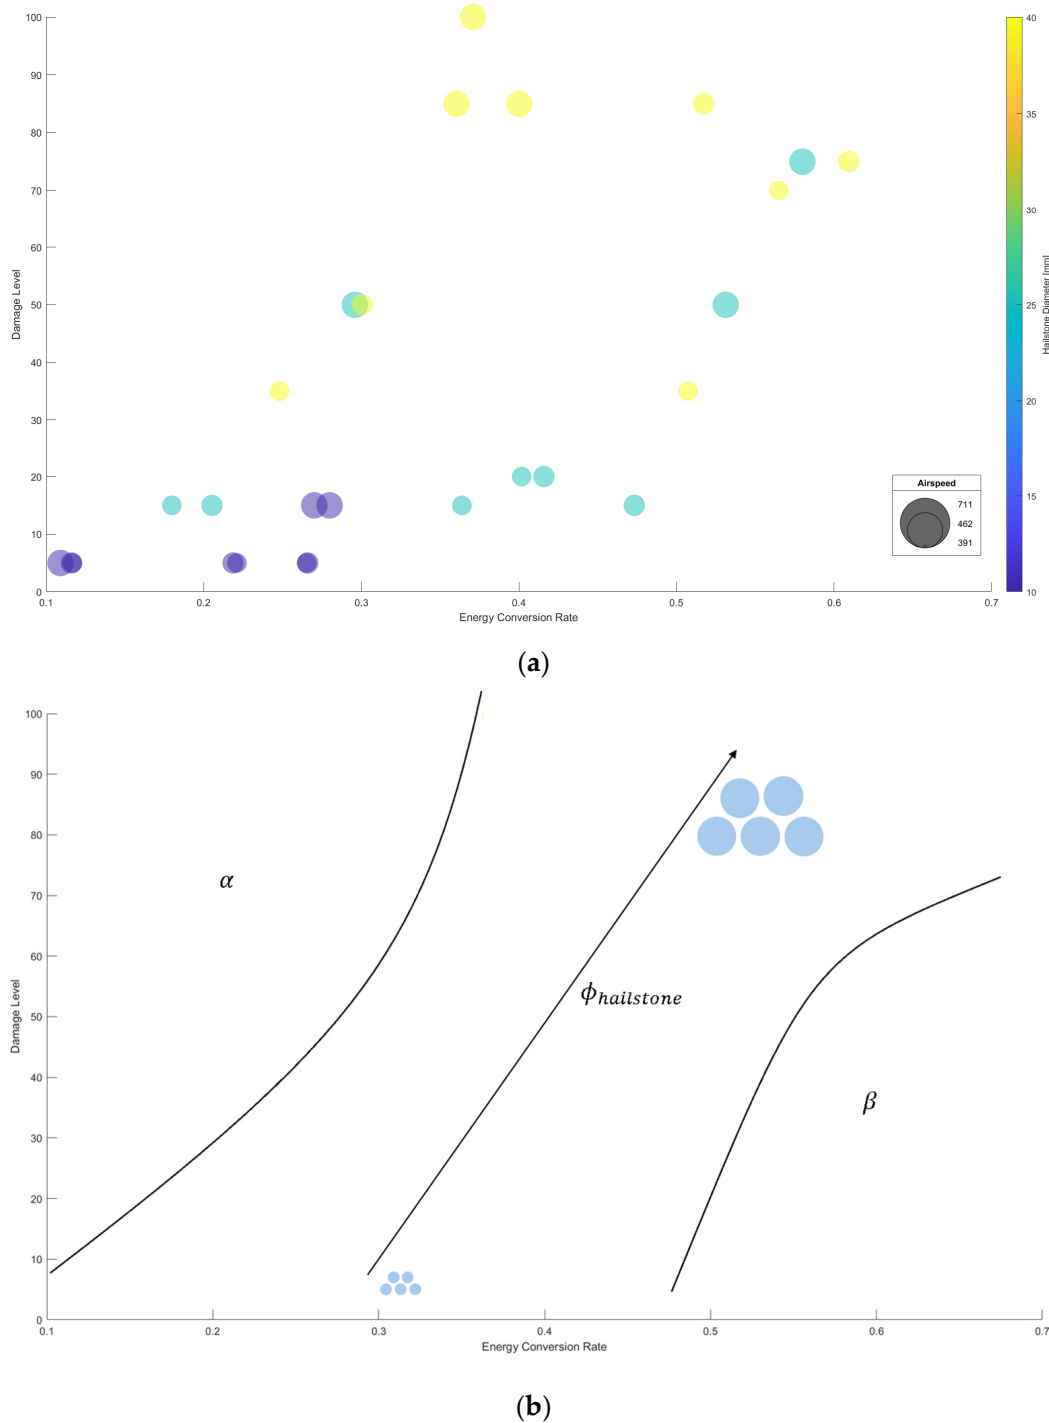 100
90
80
70
60
50
40
30
20
10
0
Damage Level
0.1 0.2 0.3 0.4 0.5 0.6 0.7
Energy Conversion Rate
Airspeed
711
462
391
40
35
30
25
20
15
10
Hailstone Diameter [mm]
(a)
100
90
80
70
60
50
40
30
20
10
0
Damage Level
α
ϕhailstone
β
0.1 0.2 0.3 0.4 0.5 0.6 0.7
Energy Conversion Rate
(b)